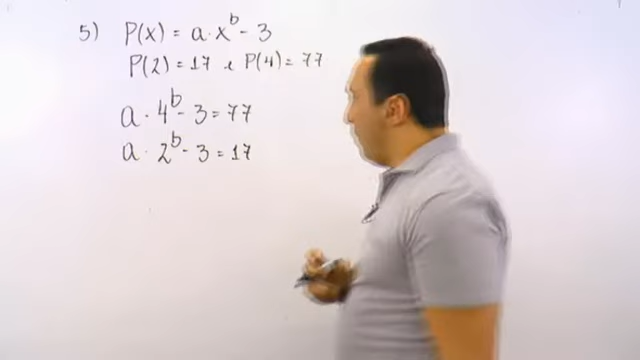 5) P(x) = a · x^b - 3
P(2) = 17 e P(4) = 77
a · 4^b - 3 = 77
a · 2^b - 3 = 17